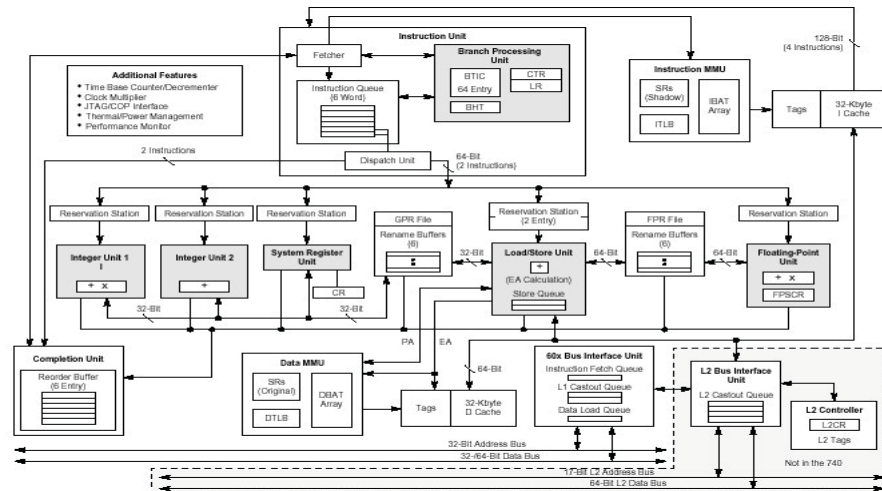 Instruction Unit
Fetcher
Branch Processing
Unit
BTIC
64 Entry
CTR
LR
BHT
Instruction Queue
(6 Word)
Dispatch Unit
Additional Features
• Time Base Counter/Decrementer
• Clock Multiplier
• JTAG/COP Interface
• Thermal/Power Management
• Performance Monitor
128-Bit
(4 Instructions)
Instruction MMU
SRs
(Shadow)
IBAT
Array
ITLB
Tags
32-Kbyte
I Cache
2 Instructions
64-Bit
(2 Instructions)
Reservation Station
Reservation Station
Reservation Station
Reservation Station
(2 Entry)
Reservation Station
Integer Unit 1
I
+ x
Integer Unit 2
+
System Register
Unit
CR
GPR File
Rename Buffers
(6)
32-Bit
Load/Store Unit
+
(EA Calculation)
Store Queue
64-Bit
FPR File
Rename Buffers
(6)
64-Bit
Floating-Point
Unit
+ x
FPSCR
32-Bit
32-Bit
PA
EA
Completion Unit
Reorder Buffer
(6 Entry)
Data MMU
SRs
(Original)
DBAT
Array
DTLB
64-Bit
Tags
32-Kbyte
D Cache
60x Bus Interface Unit
Instruction Fetch Queue
L1 Castout Queue
Data Load Queue
L2 Bus Interface
Unit
L2 Castout Queue
L2 Controller
L2CR
L2 Tags
Not in the 740
32-Bit Address Bus
32-/64-Bit Data Bus
17-Bit L2 Address Bus
64-Bit L2 Data Bus